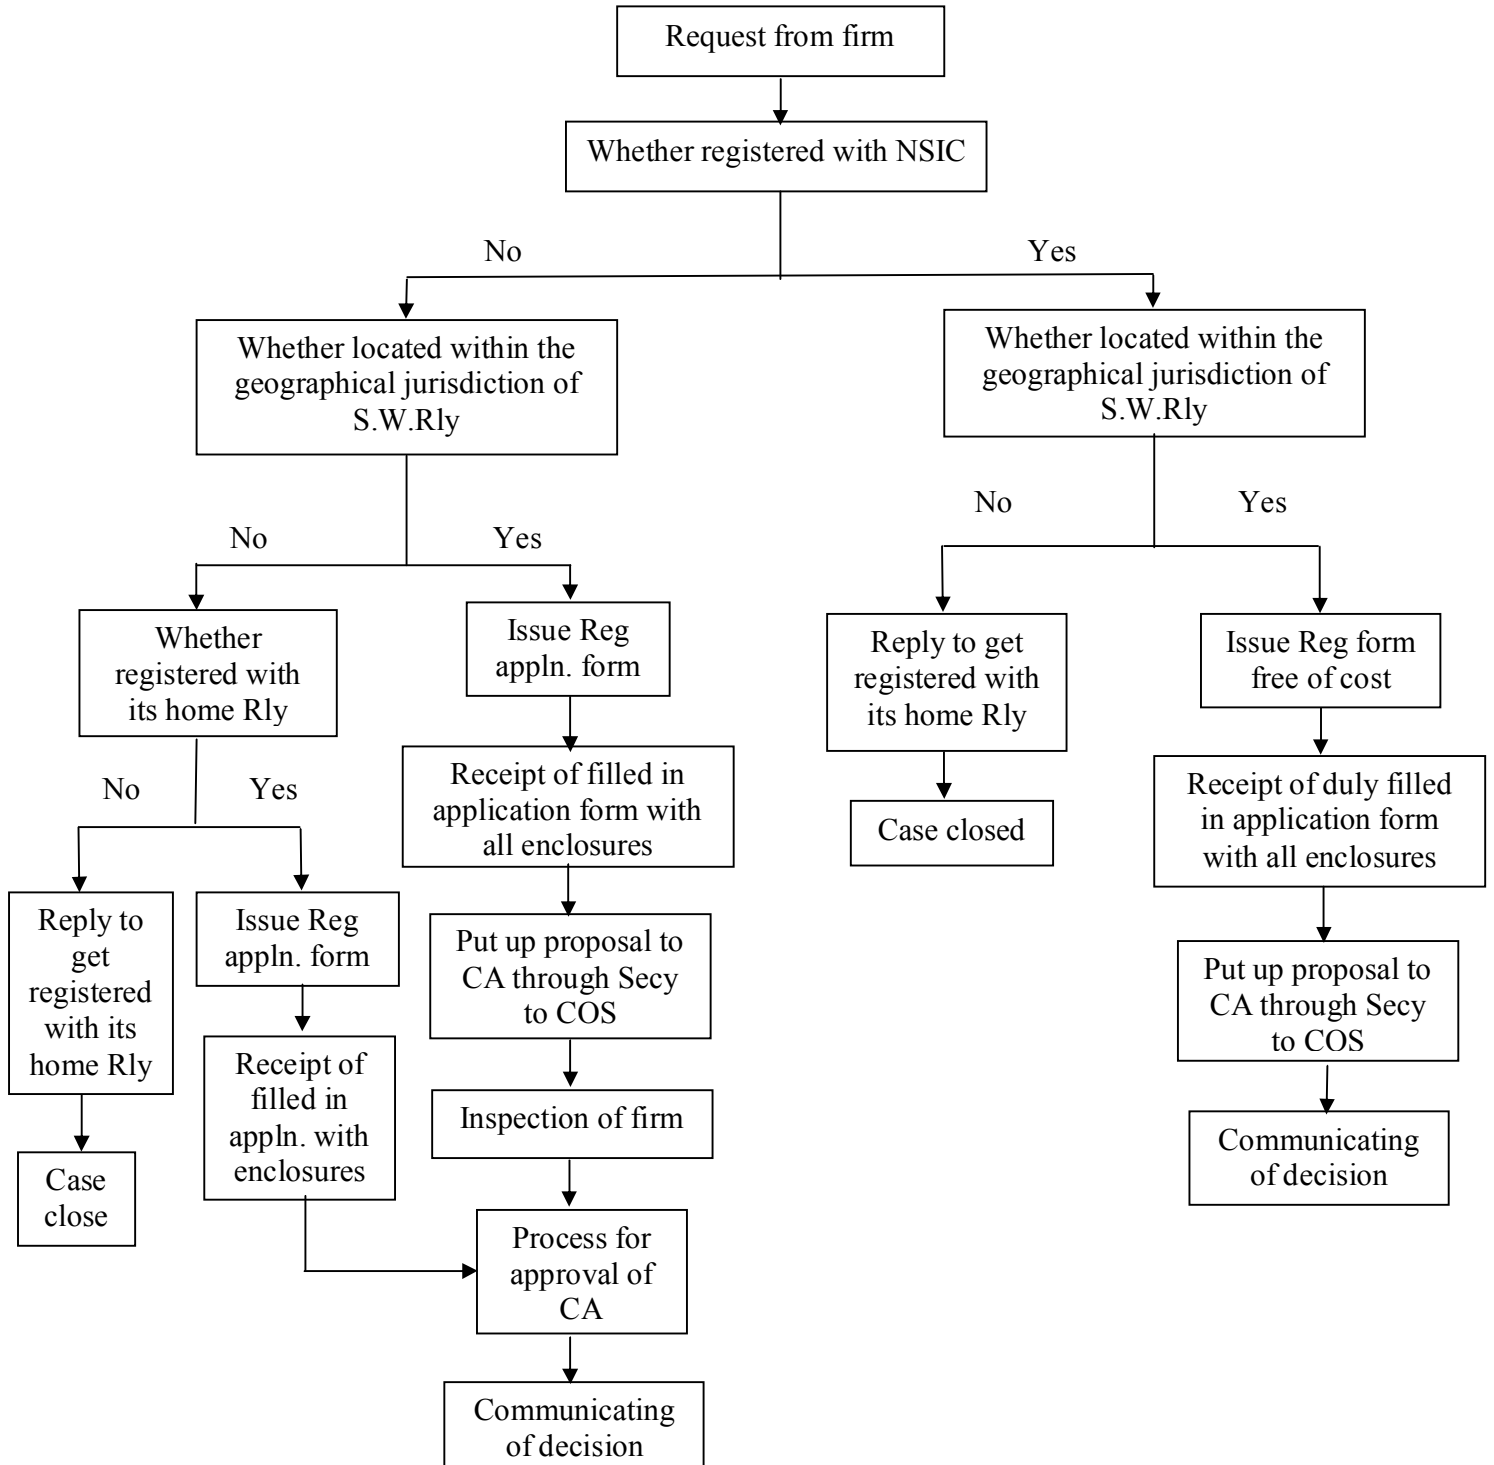 Request from firm
Whether registered with NSIC
No
Yes
Whether located within the
geographical jurisdiction of
S.W.Rly
Whether located within the
geographical jurisdiction of
S.W.Rly
No
Yes
No
Yes
Whether
registered with
its home Rly
Issue Reg
appln. form
Reply to get
registered with
its home Rly
Issue Reg form
free of cost
No
Yes
Receipt of filled in
application form with
all enclosures
Case closed
Receipt of duly filled
in application form
with all enclosures
Reply to
get
registered
with its
home Rly
Issue Reg
appln. form
Put up proposal to
CA through Secy
to COS
Put up proposal to
CA through Secy
to COS
Receipt of
filled in
appln. with
enclosures
Inspection of firm
Communicating
of decision
Case
close
Process for
approval of
CA
Communicating
of decision